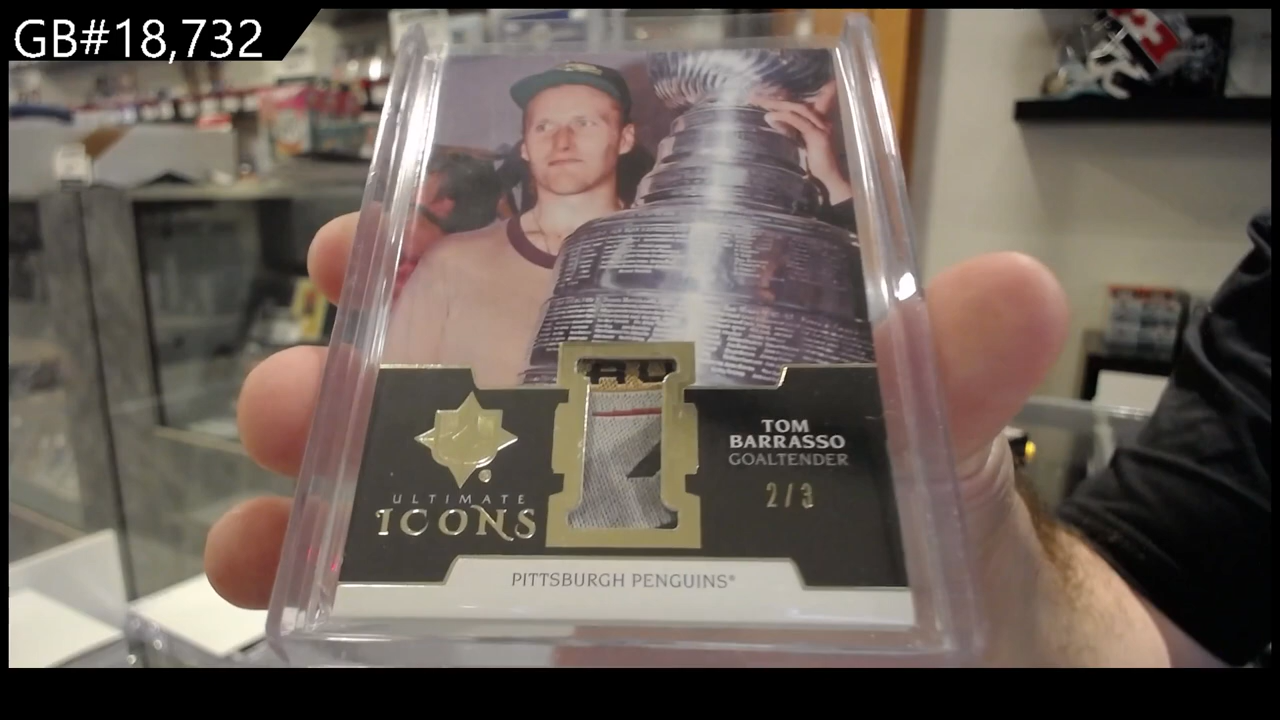 GB#18,732
TOM
BARRASSO
GOALTENDER
2/3
ULTIMATE
ICONS
PITTSBURGH PENGUINS®